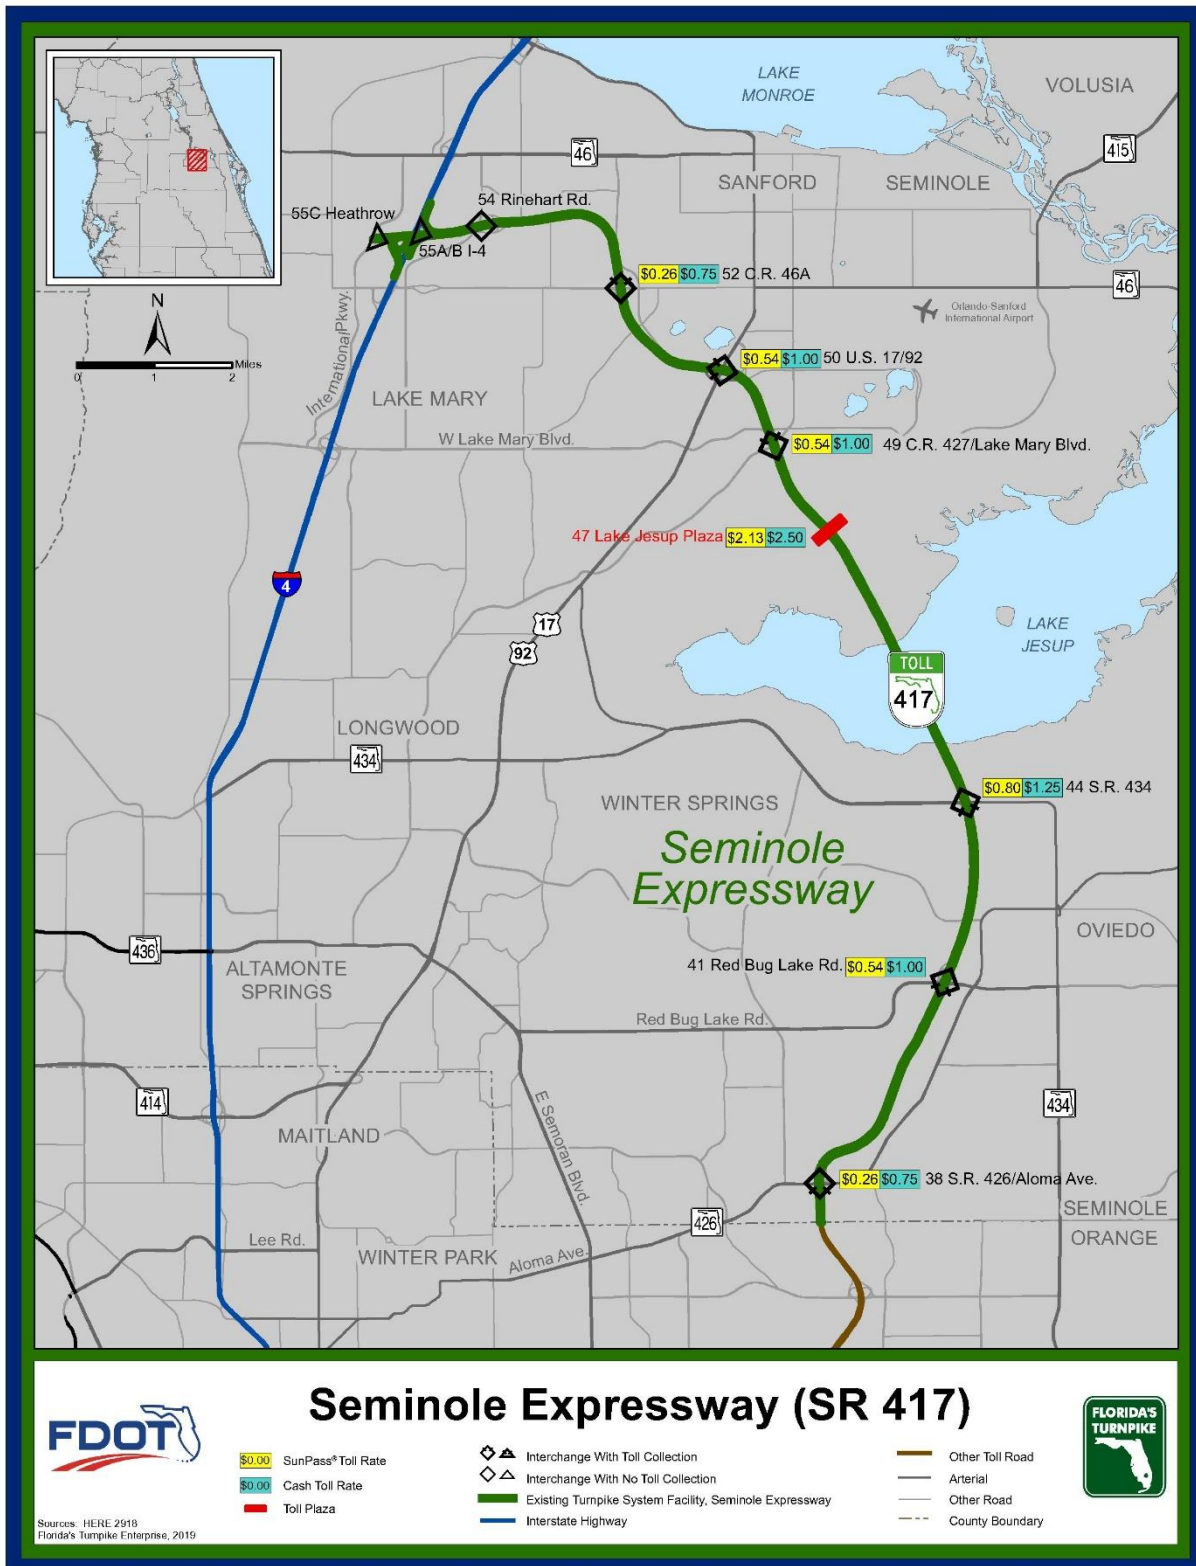 LAKE
MONROE
VOLUSIA
46
415
SANFORD
SEMINOLE
54 Rinehart Rd.
55C Heathrow
55A/B I-4
$0.26 $0.75 52 C.R. 46A
46
Orlando-Sanford
International Airport
N
Miles
0 1 2
International Pkwy.
$0.54 $1.00 50 U.S. 17/92
LAKE MARY
W Lake Mary Blvd.
$0.54 $1.00 49 C.R. 427/Lake Mary Blvd.
47 Lake Jesup Plaza $2.13 $2.50
4
17
92
LAKE
JESUP
TOLL
417
LONGWOOD
434
$0.80 $1.25 44 S.R. 434
WINTER SPRINGS
Seminole
Expressway
OVIEDO
436
ALTAMONTE
SPRINGS
41 Red Bug Lake Rd. $0.54 $1.00
Red Bug Lake Rd.
414
434
E Semoran Blvd.
MAITLAND
$0.26 $0.75 38 S.R. 426/Aloma Ave.
SEMINOLE
426
ORANGE
Lee Rd.
WINTER PARK
Aloma Ave.
Seminole Expressway (SR 417)
FDOT
FLORIDA'S
TURNPIKE
$0.00 SunPass® Toll Rate
$0.00 Cash Toll Rate
Toll Plaza
Interchange With Toll Collection
Interchange With No Toll Collection
Existing Turnpike System Facility, Seminole Expressway
Interstate Highway
Other Toll Road
Arterial
Other Road
County Boundary
Sources: HERE 2918
Florida's Turnpike Enterprise, 2019